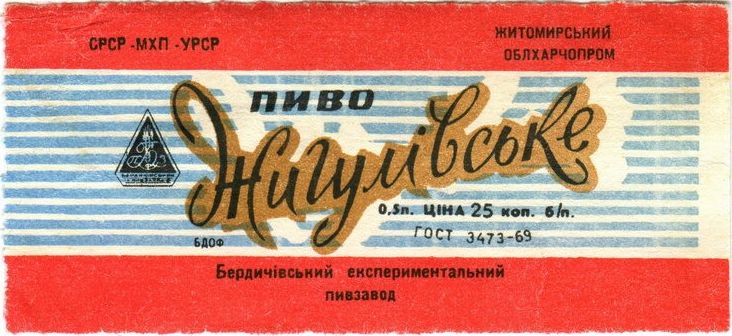 СРСР -МХП -УРСР
ЖИТОМИРСЬКИЙ
ОБЛХАРЧОПРОМ
ПИВО
Жигулівське
0,5л. ЦІНА 25 коп. б/п.
ГОСТ 3473-69
БДОФ
Бердичівський експериментальний
пивзавод